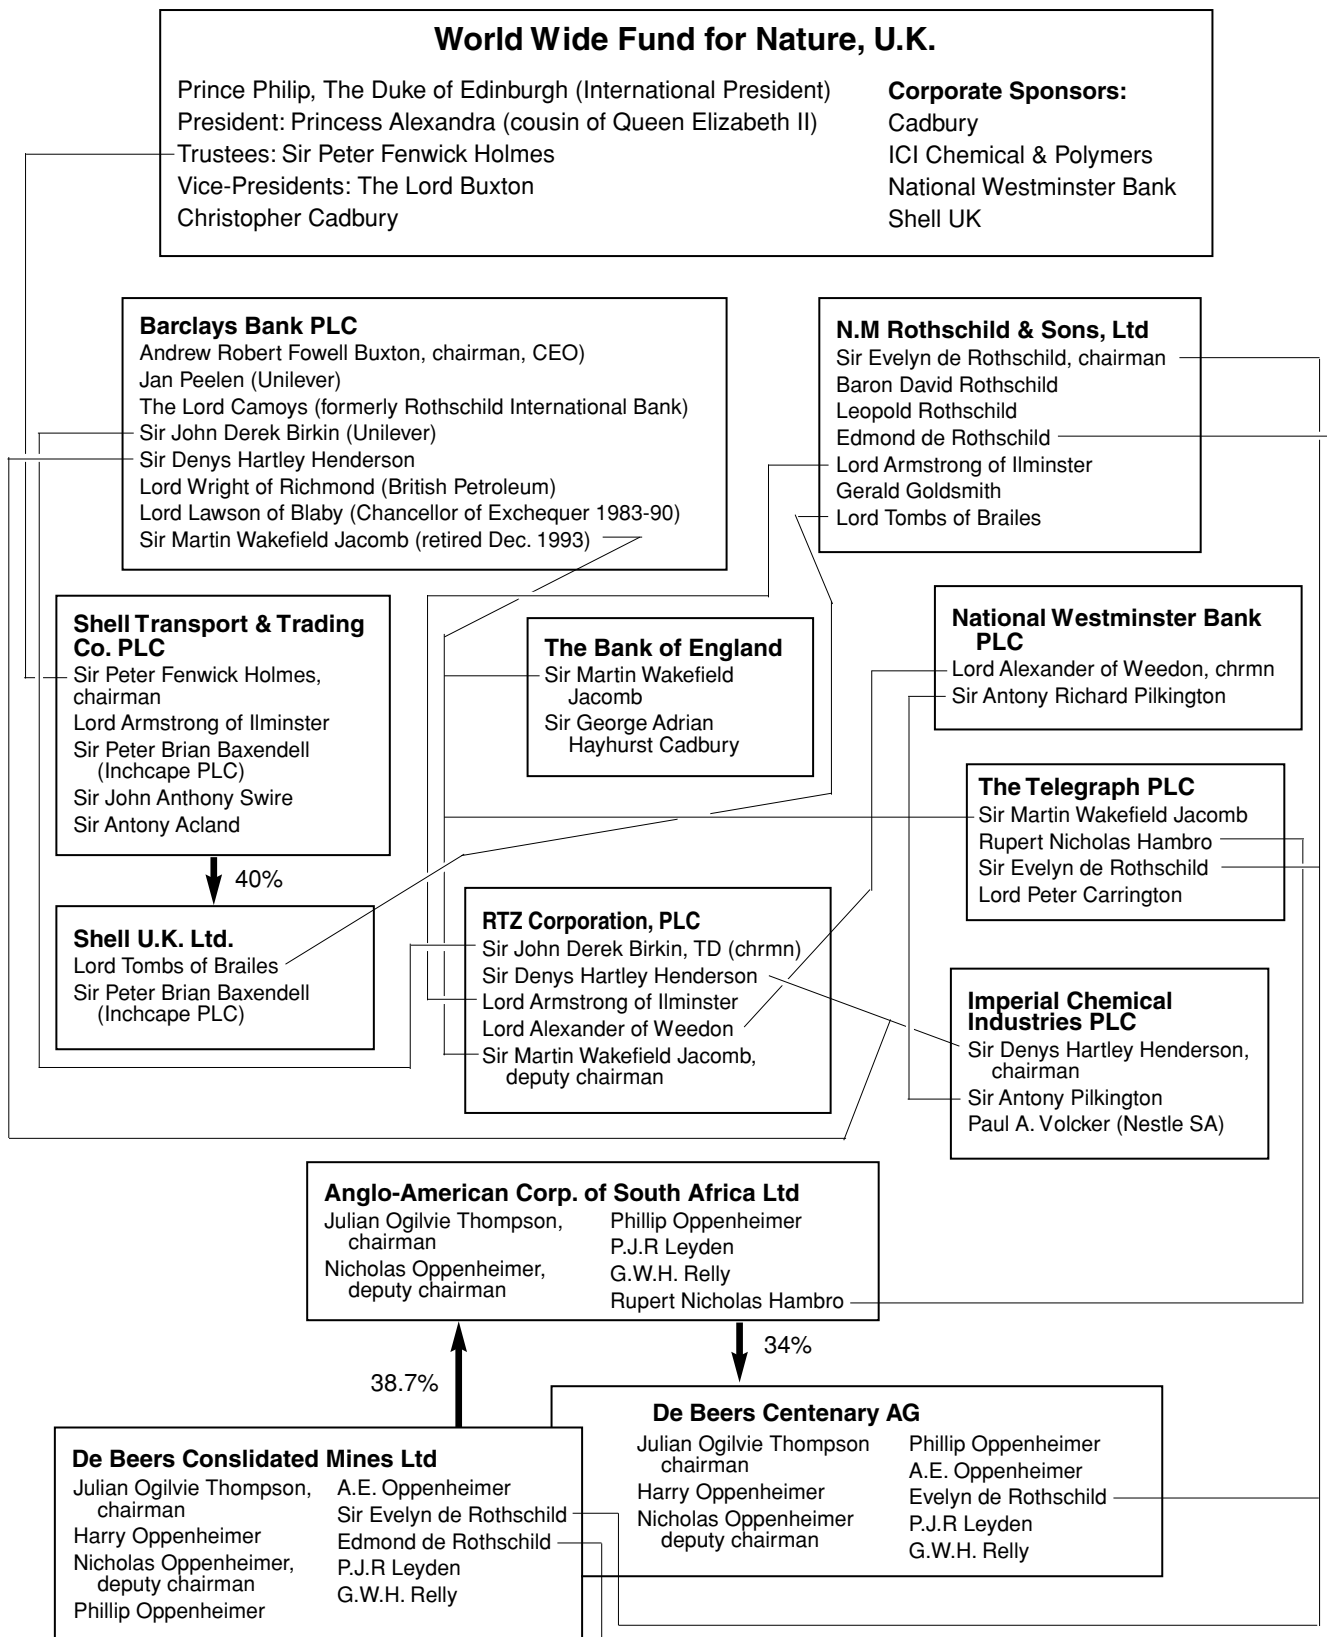 World Wide Fund for Nature, U.K.
Prince Philip, The Duke of Edinburgh (International President)
President: Princess Alexandra (cousin of Queen Elizabeth II)
Trustees: Sir Peter Fenwick Holmes
Vice-Presidents: The Lord Buxton
Christopher Cadbury
Corporate Sponsors:
Cadbury
ICI Chemical & Polymers
National Westminster Bank
Shell UK
Barclays Bank PLC
Andrew Robert Fowell Buxton, chairman, CEO)
Jan Peelen (Unilever)
The Lord Camoys (formerly Rothschild International Bank)
Sir John Derek Birkin (Unilever)
Sir Denys Hartley Henderson
Lord Wright of Richmond (British Petroleum)
Lord Lawson of Blaby (Chancellor of Exchequer 1983-90)
Sir Martin Wakefield Jacomb (retired Dec. 1993)
N.M Rothschild & Sons, Ltd
Sir Evelyn de Rothschild, chairman
Baron David Rothschild
Leopold Rothschild
Edmond de Rothschild
Lord Armstrong of Ilminster
Gerald Goldsmith
Lord Tombs of Brailes
Shell Transport & Trading
Co. PLC
Sir Peter Fenwick Holmes,
chairman
Lord Armstrong of Ilminster
Sir Peter Brian Baxendell
(Inchcape PLC)
Sir John Anthony Swire
Sir Antony Acland
The Bank of England
Sir Martin Wakefield
Jacomb
Sir George Adrian
Hayhurst Cadbury
National Westminster Bank
PLC
Lord Alexander of Weedon, chrmn
Sir Antony Richard Pilkington
The Telegraph PLC
Sir Martin Wakefield Jacomb
Rupert Nicholas Hambro
Sir Evelyn de Rothschild
Lord Peter Carrington
40%
Shell U.K. Ltd.
Lord Tombs of Brailes
Sir Peter Brian Baxendell
(Inchcape PLC)
RTZ Corporation, PLC
Sir John Derek Birkin, TD (chrmn)
Sir Denys Hartley Henderson
Lord Armstrong of Ilminster
Lord Alexander of Weedon
Sir Martin Wakefield Jacomb,
deputy chairman
Imperial Chemical
Industries PLC
Sir Denys Hartley Henderson,
chairman
Sir Antony Pilkington
Paul A. Volcker (Nestle SA)
Anglo-American Corp. of South Africa Ltd
Julian Ogilvie Thompson,
chairman
Nicholas Oppenheimer,
deputy chairman
Phillip Oppenheimer
P.J.R Leyden
G.W.H. Relly
Rupert Nicholas Hambro
34%
38.7%
De Beers Centenary AG
Julian Ogilvie Thompson
chairman
Harry Oppenheimer
Nicholas Oppenheimer
deputy chairman
Phillip Oppenheimer
A.E. Oppenheimer
Evelyn de Rothschild
P.J.R Leyden
G.W.H. Relly
De Beers Conslidated Mines Ltd
Julian Ogilvie Thompson,
chairman
Harry Oppenheimer
Nicholas Oppenheimer,
deputy chairman
Phillip Oppenheimer
A.E. Oppenheimer
Sir Evelyn de Rothschild
Edmond de Rothschild
P.J.R Leyden
G.W.H. Relly